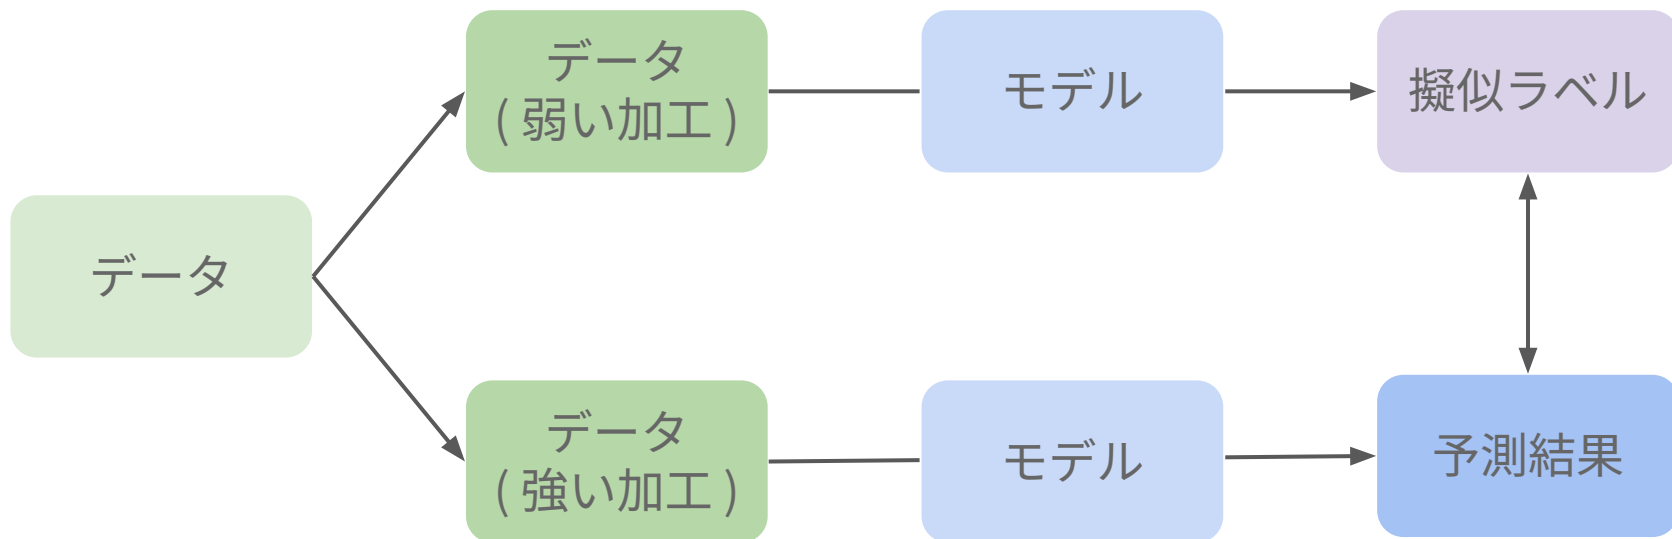 データ
データ
( 弱い加工 )
モデル
擬似ラベル
データ
( 強い加工 )
モデル
予測結果